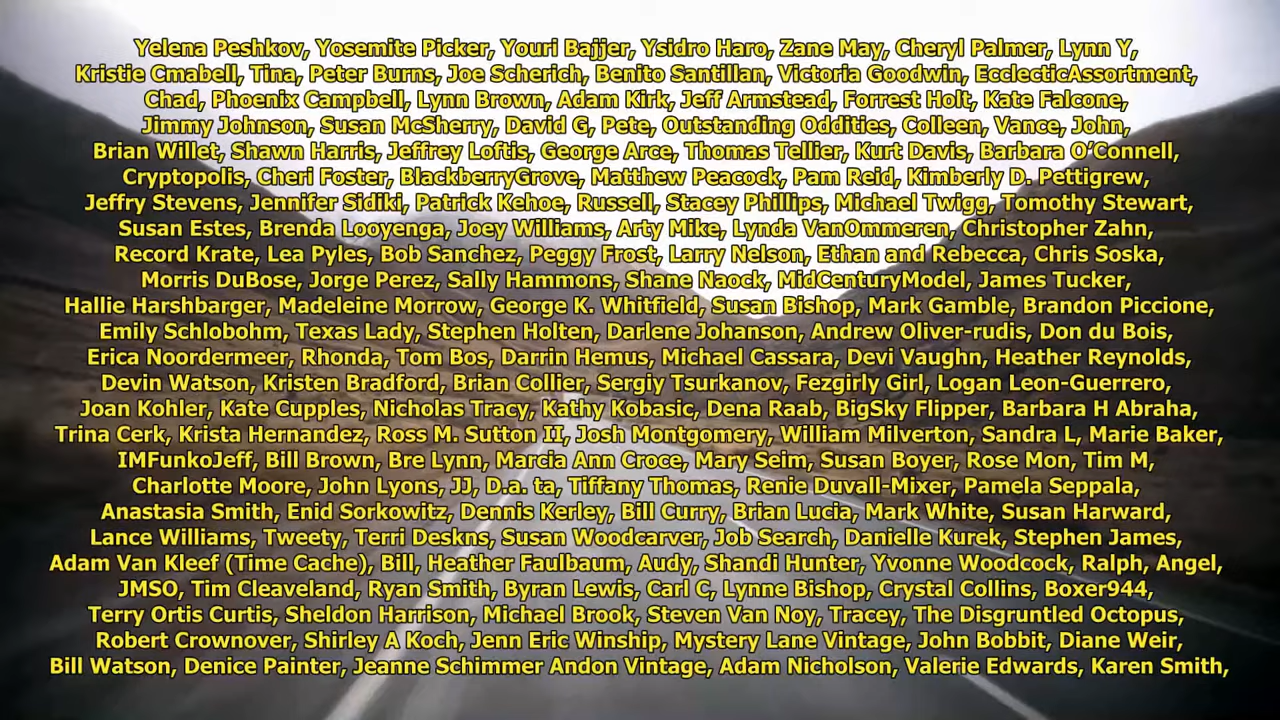 Yelena Peshkov, Yosemite Picker, Youri Bajjer, Ysidro Haro, Zane May, Cheryl Palmer, Lynn Y,
Kristie Cmabell, Tina, Peter Burns, Joe Scherich, Benito Santillan, Victoria Goodwin, EcclecticAssortment,
Chad, Phoenix Campbell, Lynn Brown, Adam Kirk, Jeff Armstead, Forrest Holt, Kate Falcone,
Jimmy Johnson, Susan McSherry, David G, Pete, Outstanding Oddities, Colleen, Vance, John,
Brian Willet, Shawn Harris, Jeffrey Loftis, George Arce, Thomas Tellier, Kurt Davis, Barbara O’Connell,
Cryptopolis, Cheri Foster, BlackberryGrove, Matthew Peacock, Pam Reid, Kimberly D. Pettigrew,
Jeffry Stevens, Jennifer Sidiki, Patrick Kehoe, Russell, Stacey Phillips, Michael Twigg, Tomothy Stewart,
Susan Estes, Brenda Looyenga, Joey Williams, Arty Mike, Lynda VanOmmeren, Christopher Zahn,
Record Krate, Lea Pyles, Bob Sanchez, Peggy Frost, Larry Nelson, Ethan and Rebecca, Chris Soska,
Morris DuBose, Jorge Perez, Sally Hammons, Shane Naock, MidCenturyModel, James Tucker,
Hallie Harshbarger, Madeleine Morrow, George K. Whitfield, Susan Bishop, Mark Gamble, Brandon Piccione,
Emily Schlobohm, Texas Lady, Stephen Holten, Darlene Johanson, Andrew Oliver-rudis, Don du Bois,
Erica Noordermeer, Rhonda, Tom Bos, Darrin Hemus, Michael Cassara, Devi Vaughn, Heather Reynolds,
Devin Watson, Kristen Bradford, Brian Collier, Sergiy Tsurkanov, Fezgirly Girl, Logan Leon-Guerrero,
Joan Kohler, Kate Cupples, Nicholas Tracy, Kathy Kobasic, Dena Raab, BigSky Flipper, Barbara H Abraha,
Trina Cerk, Krista Hernandez, Ross M. Sutton II, Josh Montgomery, William Milverton, Sandra L, Marie Baker,
IMFunkoJeff, Bill Brown, Bre Lynn, Marcia Ann Croce, Mary Seim, Susan Boyer, Rose Mon, Tim M,
Charlotte Moore, John Lyons, JJ, D.a. ta, Tiffany Thomas, Renie Duvall-Mixer, Pamela Seppala,
Anastasia Smith, Enid Sorkowitz, Dennis Kerley, Bill Curry, Brian Lucia, Mark White, Susan Harward,
Lance Williams, Tweety, Terri Deskns, Susan Woodcarver, Job Search, Danielle Kurek, Stephen James,
Adam Van Kleef (Time Cache), Bill, Heather Faulbaum, Audy, Shandi Hunter, Yvonne Woodcock, Ralph, Angel,
JMSO, Tim Cleaveland, Ryan Smith, Byran Lewis, Carl C, Lynne Bishop, Crystal Collins, Boxer944,
Terry Ortis Curtis, Sheldon Harrison, Michael Brook, Steven Van Noy, Tracey, The Disgruntled Octopus,
Robert Crownover, Shirley A Koch, Jenn Eric Winship, Mystery Lane Vintage, John Bobbit, Diane Weir,
Bill Watson, Denice Painter, Jeanne Schimmer Andon Vintage, Adam Nicholson, Valerie Edwards, Karen Smith,